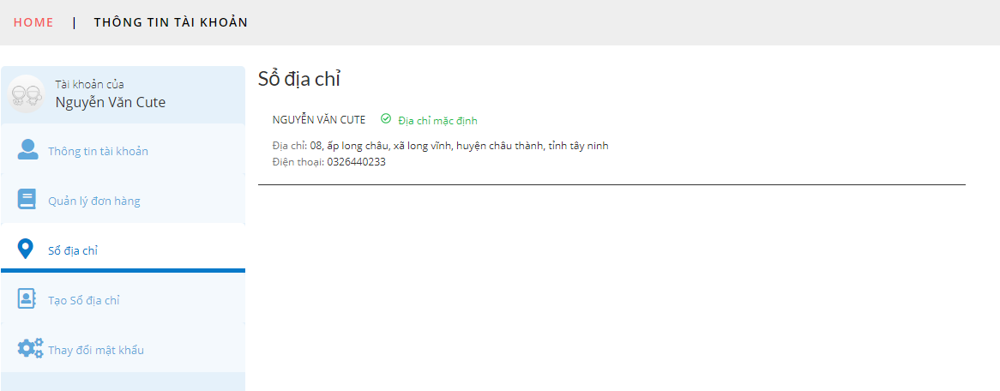 HOME | THÔNG TIN TÀI KHOẢN
Tài khoản của
Nguyễn Văn Cute
Thông tin tài khoản
Quản lý đơn hàng
Sổ địa chỉ
Tạo Sổ địa chỉ
Thay đổi mật khẩu
Sổ địa chỉ
NGUYỄN VĂN CUTE Địa chỉ mặc định
Địa chỉ: 08, ấp long châu, xã long vĩnh, huyện châu thành, tỉnh tây ninh
Điện thoại: 0326440233